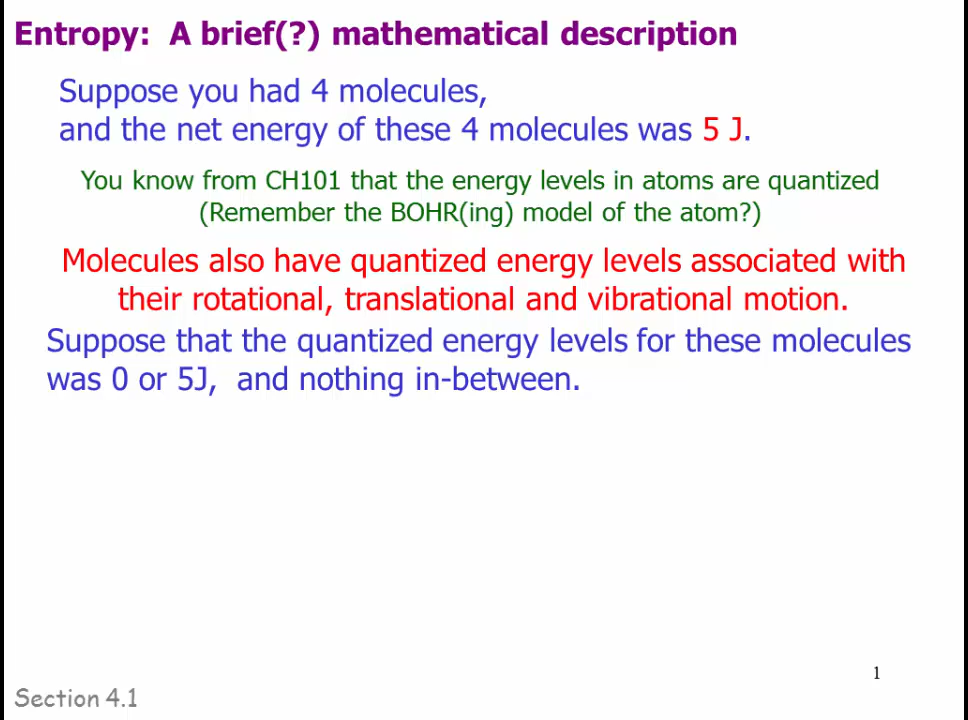 Entropy: A brief(?) mathematical description
Suppose you had 4 molecules,
and the net energy of these 4 molecules was 5 J.
You know from CH101 that the energy levels in atoms are quantized
(Remember the BOHR(ing) model of the atom?)
Molecules also have quantized energy levels associated with
their rotational, translational and vibrational motion.
Suppose that the quantized energy levels for these molecules
was 0 or 5J, and nothing in-between.
1
Section 4.1